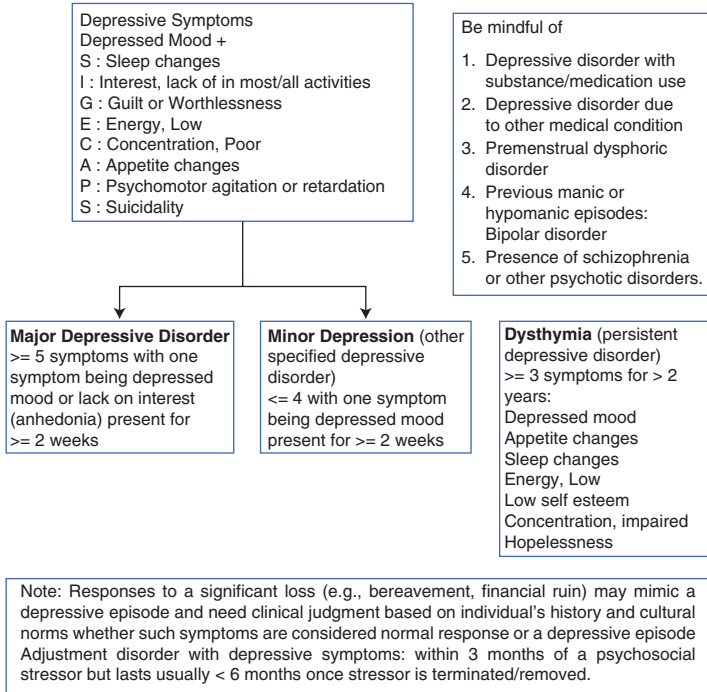 Depressive Symptoms
Depressed Mood +
S : Sleep changes
I : Interest, lack of in most/all activities
G : Guilt or Worthlessness
E : Energy, Low
C : Concentration, Poor
A : Appetite changes
P : Psychomotor agitation or retardation
S : Suicidality
Be mindful of
1. Depressive disorder with
substance/medication use
2. Depressive disorder due
to other medical condition
3. Premenstrual dysphoric
disorder
4. Previous manic or
hypomanic episodes:
Bipolar disorder
5. Presence of schizophrenia
or other psychotic disorders.
Major Depressive Disorder
>= 5 symptoms with one
symptom being depressed
mood or lack on interest
(anhedonia) present for
>= 2 weeks
Minor Depression (other
specified depressive
disorder)
<= 4 with one symptom
being depressed mood
present for >= 2 weeks
Dysthymia (persistent
depressive disorder)
>= 3 symptoms for > 2
years:
Depressed mood
Appetite changes
Sleep changes
Energy, Low
Low self esteem
Concentration, impaired
Hopelessness
Note: Responses to a significant loss (e.g., bereavement, financial ruin) may mimic a
depressive episode and need clinical judgment based on individual's history and cultural
norms whether such symptoms are considered normal response or a depressive episode
Adjustment disorder with depressive symptoms: within 3 months of a psychosocial
stressor but lasts usually < 6 months once stressor is terminated/removed.